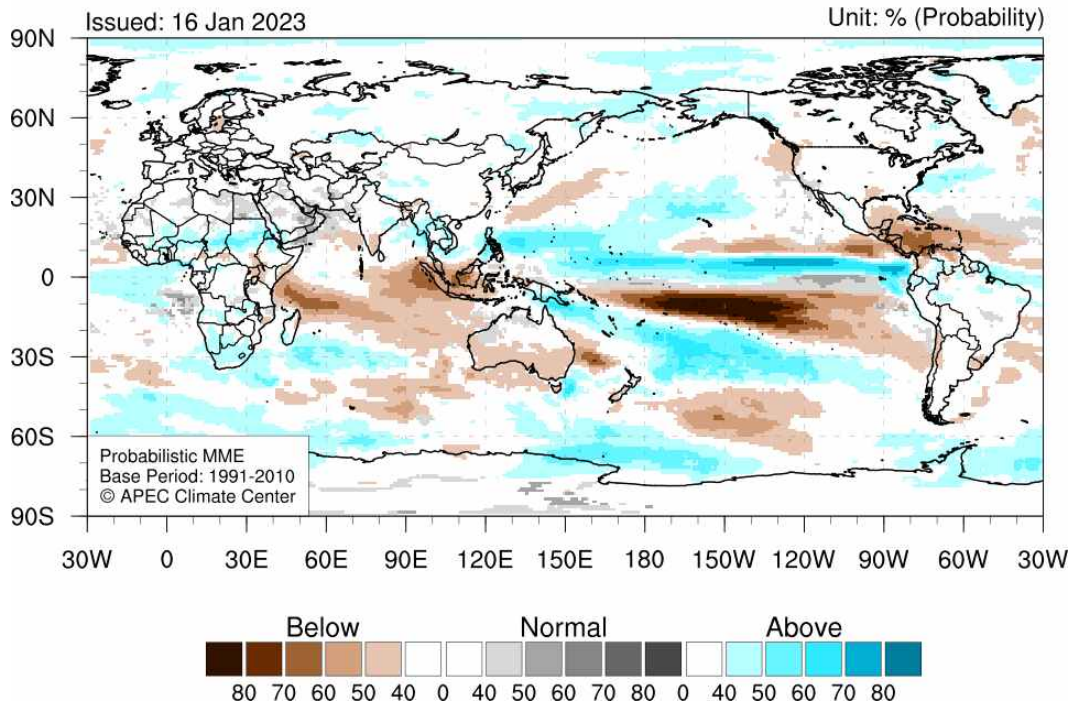 Issued: 16 Jan 2023
Unit: % (Probability)
90N
60N
30N
0
30S
60S
90S
Probabilistic MME
Base Period: 1991-2010
© APEC Climate Center
30W 0 30E 60E 90E 120E 150E 180 150W 120W 90W 60W 30W
Below Normal Above
80 70 60 50 40 0 40 50 60 70 80 0 40 50 60 70 80